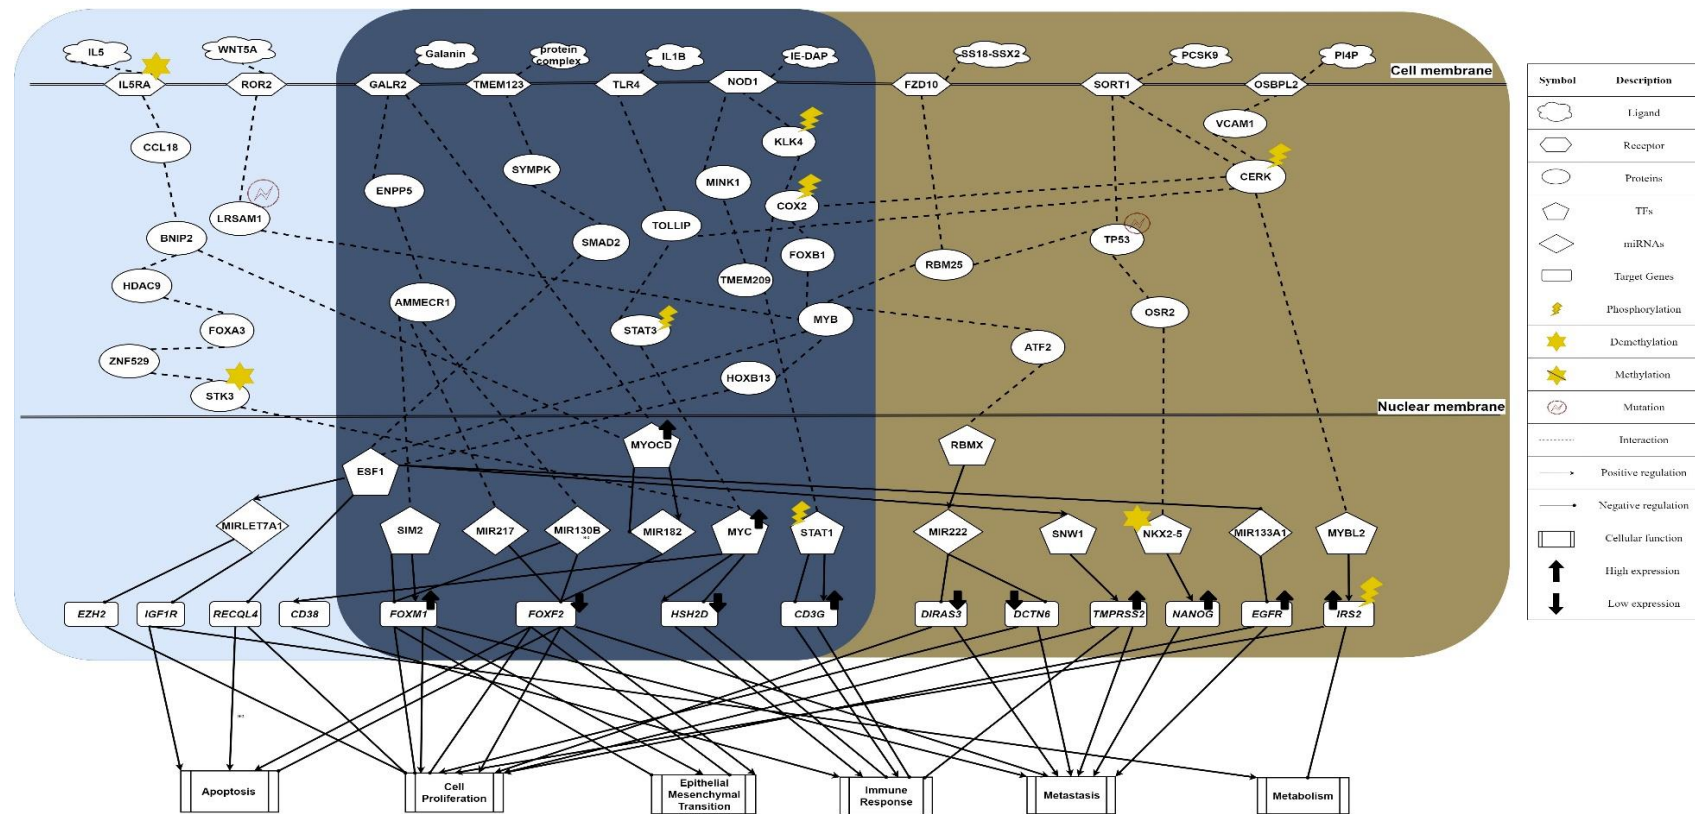 IL5
WNT5A
Galanin
protein
complex
IL1B
IE-DAP
SS18-SSX2
PCSK9
PI4P
Cell membrane
IL5RA
ROR2
GALR2
TMEM123
TLR4
NOD1
FZD10
SORT1
OSBPL2
VCAM1
KLK4
CCL18
SYMPK
CERK
ENPP5
MINK1
COX2
LRSAM1
TOLLIP
BNIP2
SMAD2
TP53
FOXB1
RBM25
TMEM209
HDAC9
AMMECR1
OSR2
MYB
FOXA3
STAT3
ATF2
ZNF529
HOXB13
STK3
Nuclear membrane
MYOCD
RBMX
ESF1
MIRLET7A1
SIM2
MIR217
MIR130B
MIR182
MYC
STAT1
MIR222
SNW1
NKX2-5
MIR133A1
MYBL2
EZH2
IGF1R
RECQL4
CD38
FOXM1
FOXF2
HSH2D
CD3G
DIRAS3
DCTN6
TMPRSS2
NANOG
EGFR
IRS2
Apoptosis
Cell
Proliferation
Epithelial
Mesenchymal
Transition
Immune
Response
Metastasis
Metabolism
Symbol Description
Ligand
Receptor
Proteins
TFs
miRNAs
Target Genes
Phosphorylation
Demethylation
Methylation
Mutation
Interaction
Positive regulation
Negative regulation
Cellular function
High expression
Low expression